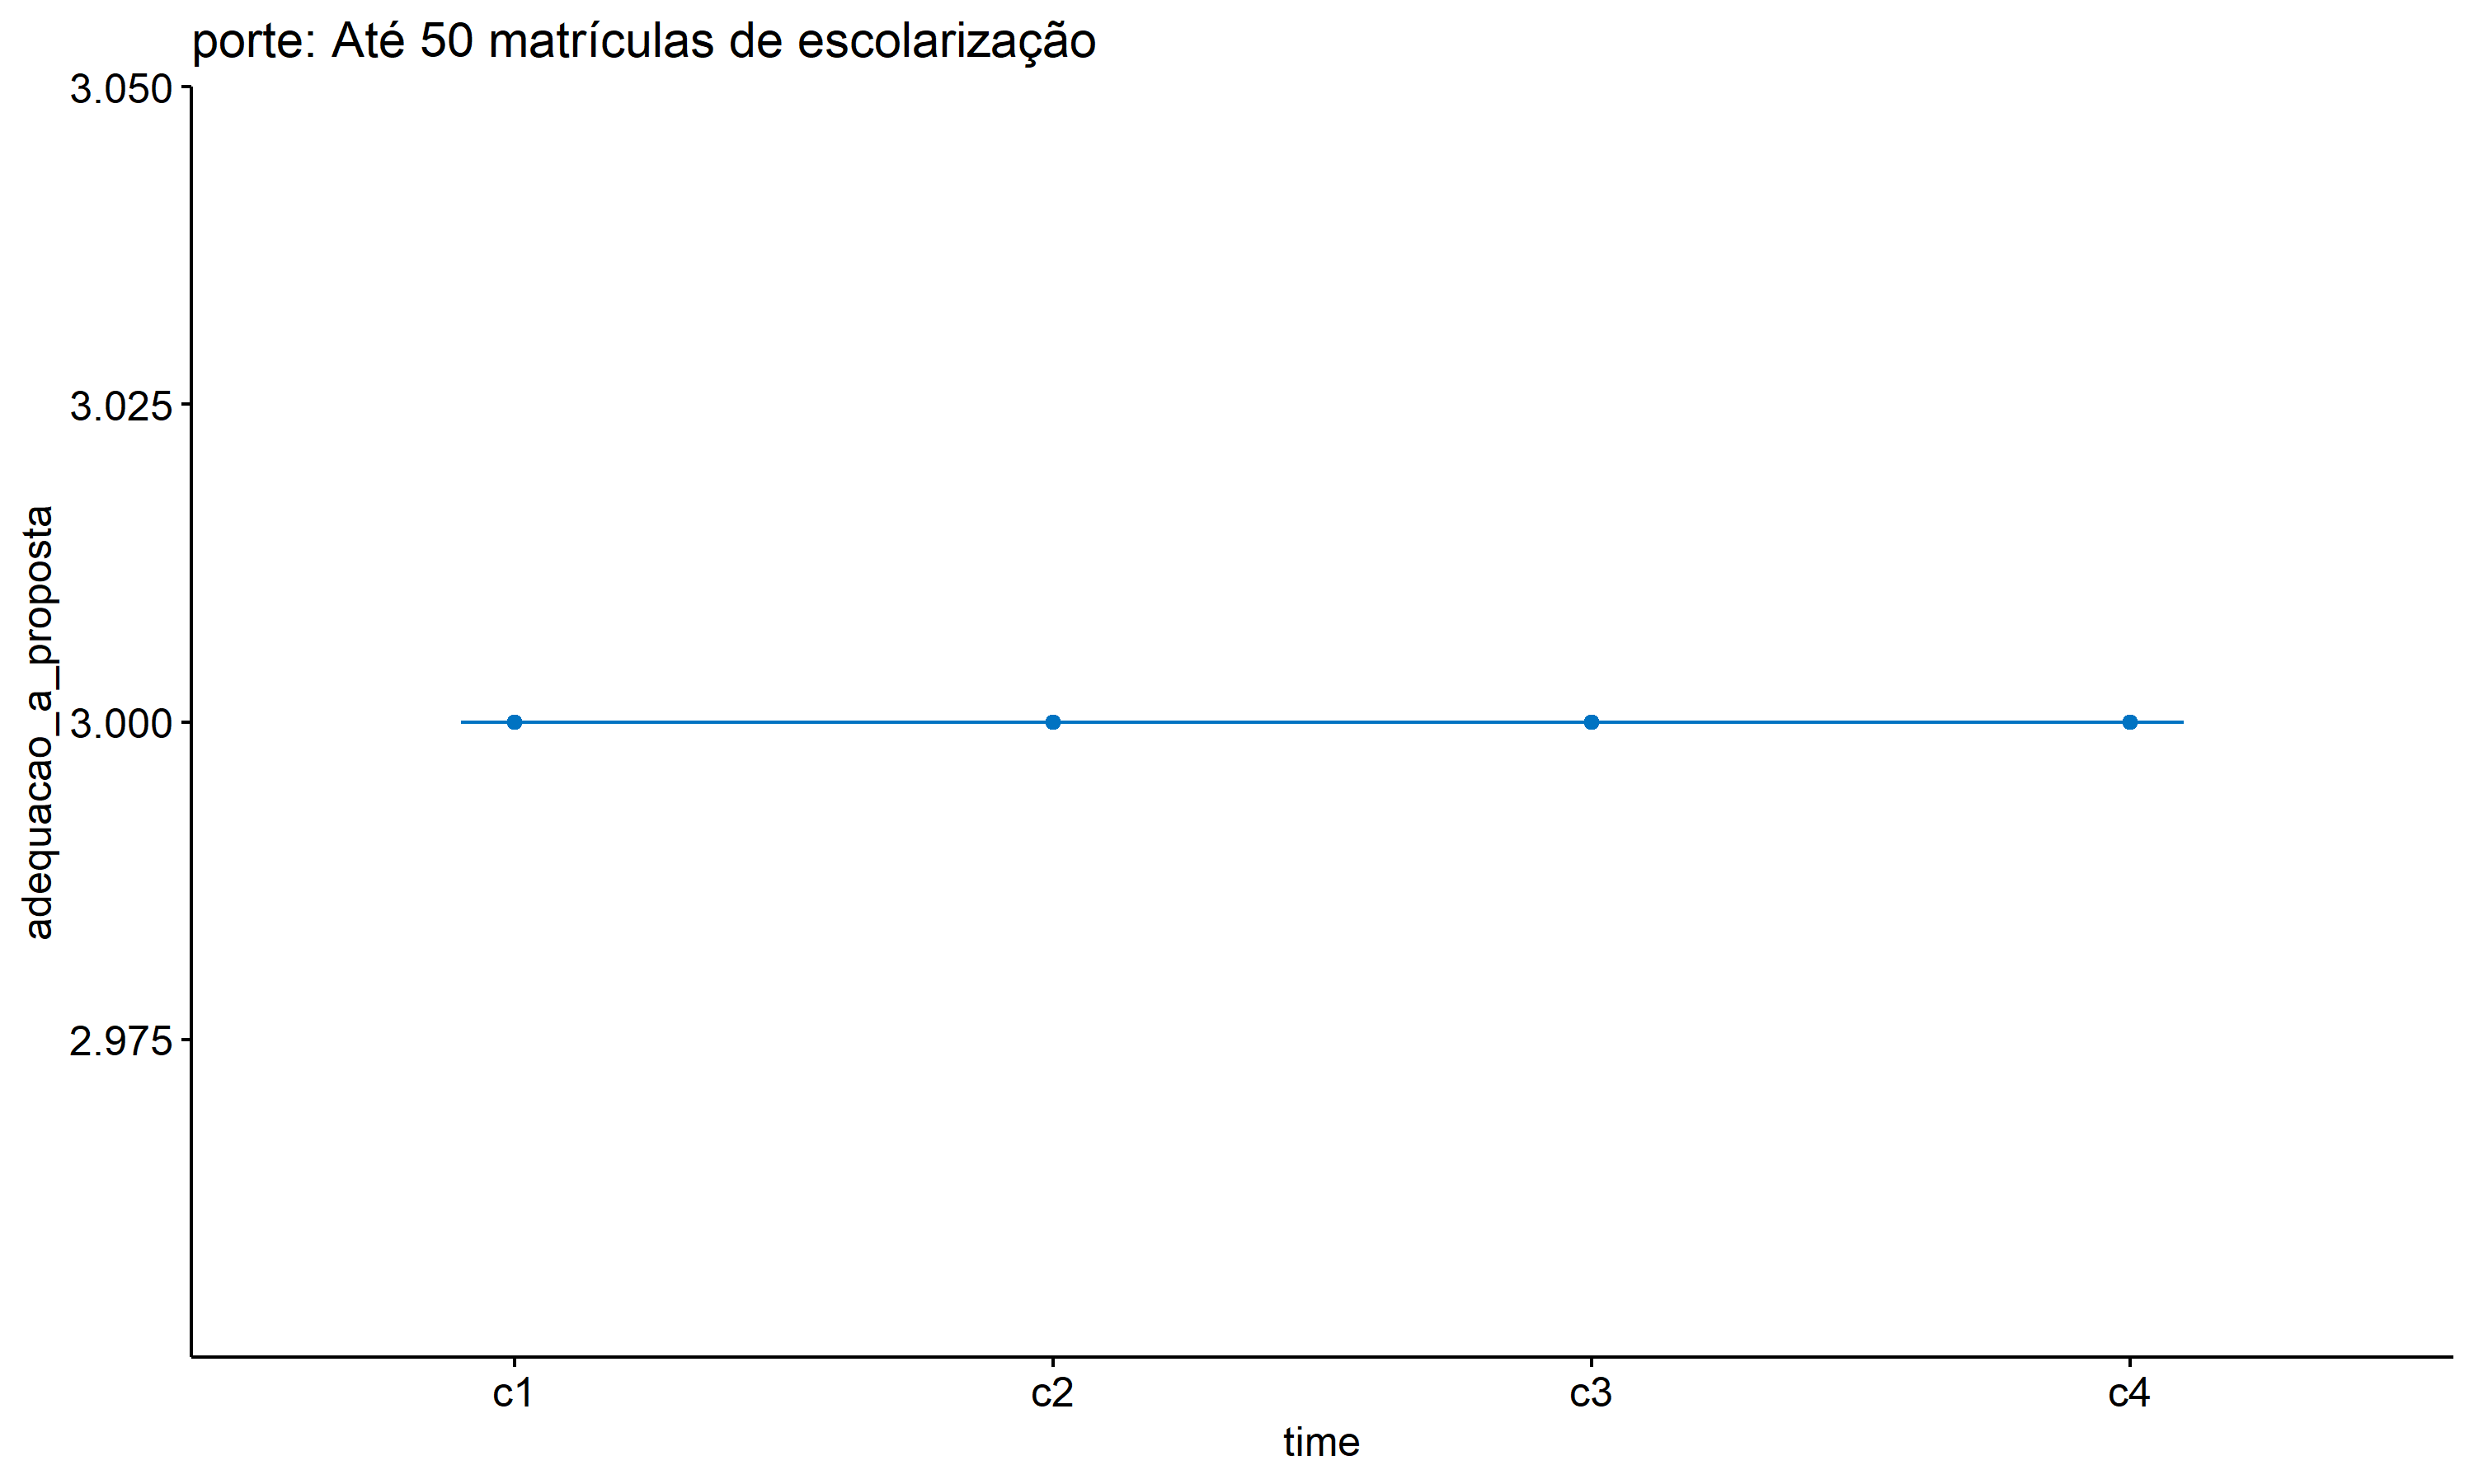 porte: Até 50 matrículas de escolarização
3.050
3.025
3.000
2.975
adequacao_a_proposta
c1 c2 c3 c4
time